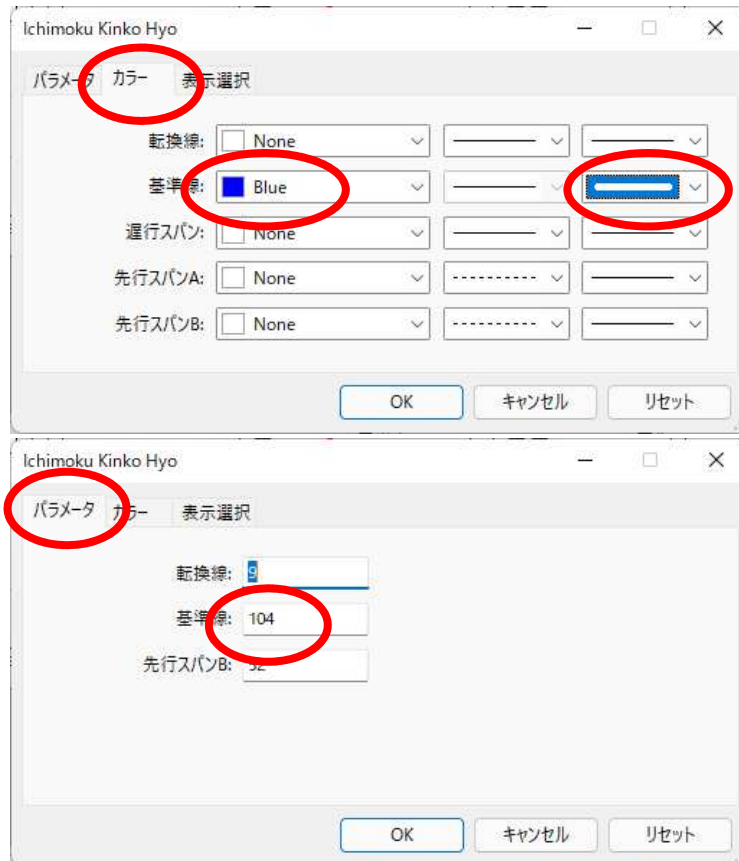 Ichimoku Kinko Hyo
パラメータ カラー 表示選択
転換線: None
基準線: Blue
遅行スパン: None
先行スパンA: None
先行スパンB: None
OK キャンセル リセット
Ichimoku Kinko Hyo
パラメータ カラー 表示選択
転換線: 9
基準線: 104
先行スパンB: 52
OK キャンセル リセット